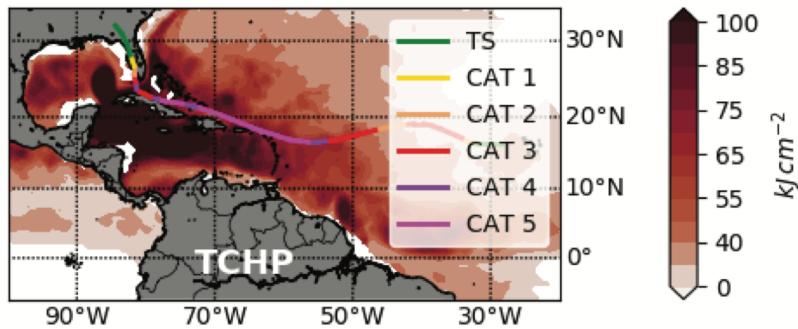 TS
CAT 1
CAT 2
CAT 3
CAT 4
CAT 5
TCHP
30°N
20°N
10°N
0°
90°W 70°W 50°W 30°W
100
85
75
65
55
40
0
kJ cm⁻²